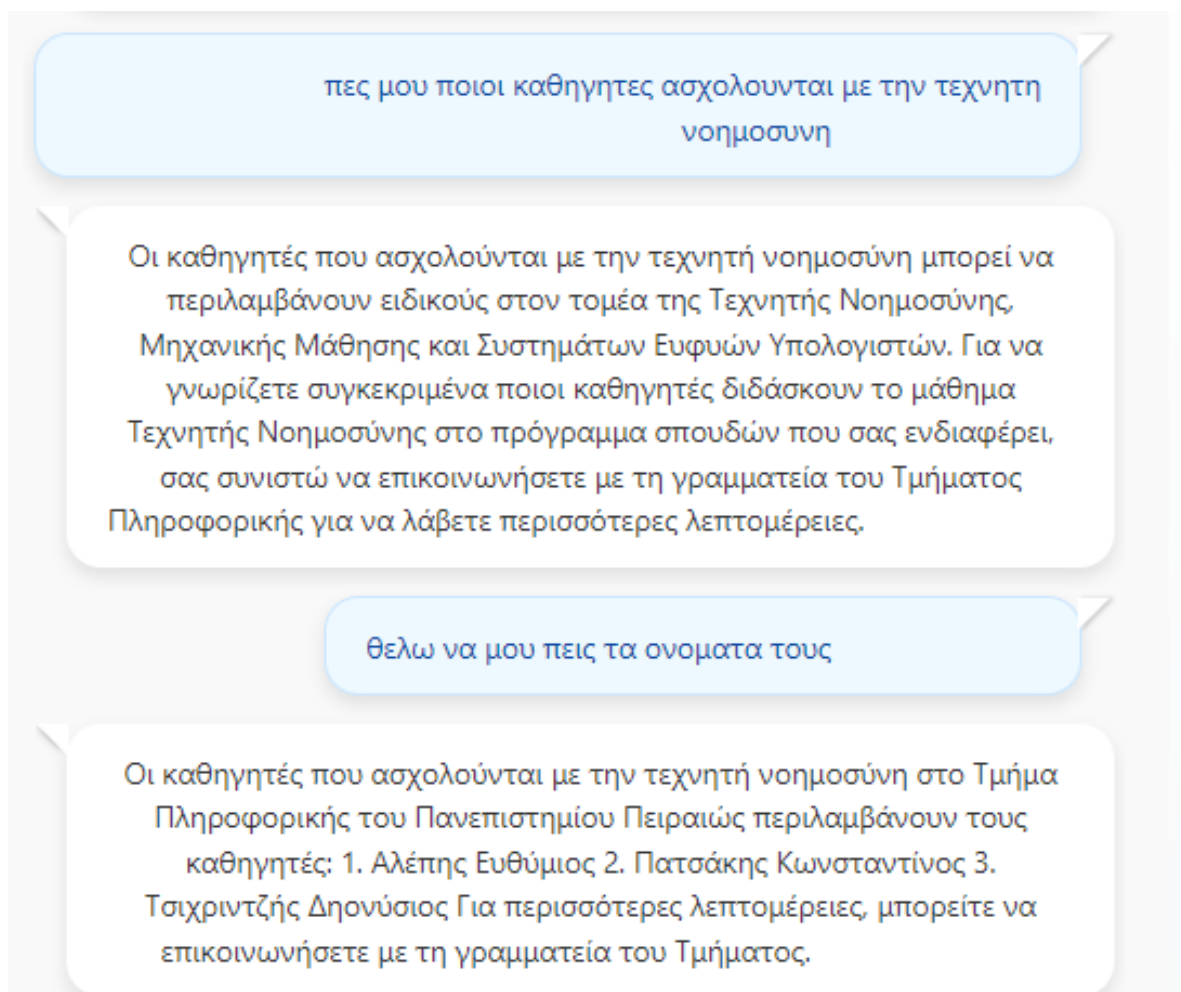 πες μου ποιοι καθηγητες ασχολουνται με την τεχνητη
νοημοσυνη
Οι καθηγητές που ασχολούνται με την τεχνητή νοημοσύνη μπορεί να
περιλαμβάνουν ειδικούς στον τομέα της Τεχνητής Νοημοσύνης,
Μηχανικής Μάθησης και Συστημάτων Ευφυών Υπολογιστών. Για να
γνωρίζετε συγκεκριμένα ποιοι καθηγητές διδάσκουν το μάθημα
Τεχνητής Νοημοσύνης στο πρόγραμμα σπουδών που σας ενδιαφέρει,
σας συνιστώ να επικοινωνήσετε με τη γραμματεία του Τμήματος
Πληροφορικής για να λάβετε περισσότερες λεπτομέρειες.
θελω να μου πεις τα ονοματα τους
Οι καθηγητές που ασχολούνται με την τεχνητή νοημοσύνη στο Τμήμα
Πληροφορικής του Πανεπιστημίου Πειραιώς περιλαμβάνουν τους
καθηγητές: 1. Αλέπης Ευθύμιος 2. Πατσάκης Κωνσταντίνος 3.
Τσιχριντζής Δηονύσιος Για περισσότερες λεπτομέρειες, μπορείτε να
επικοινωνήσετε με τη γραμματεία του Τμήματος.